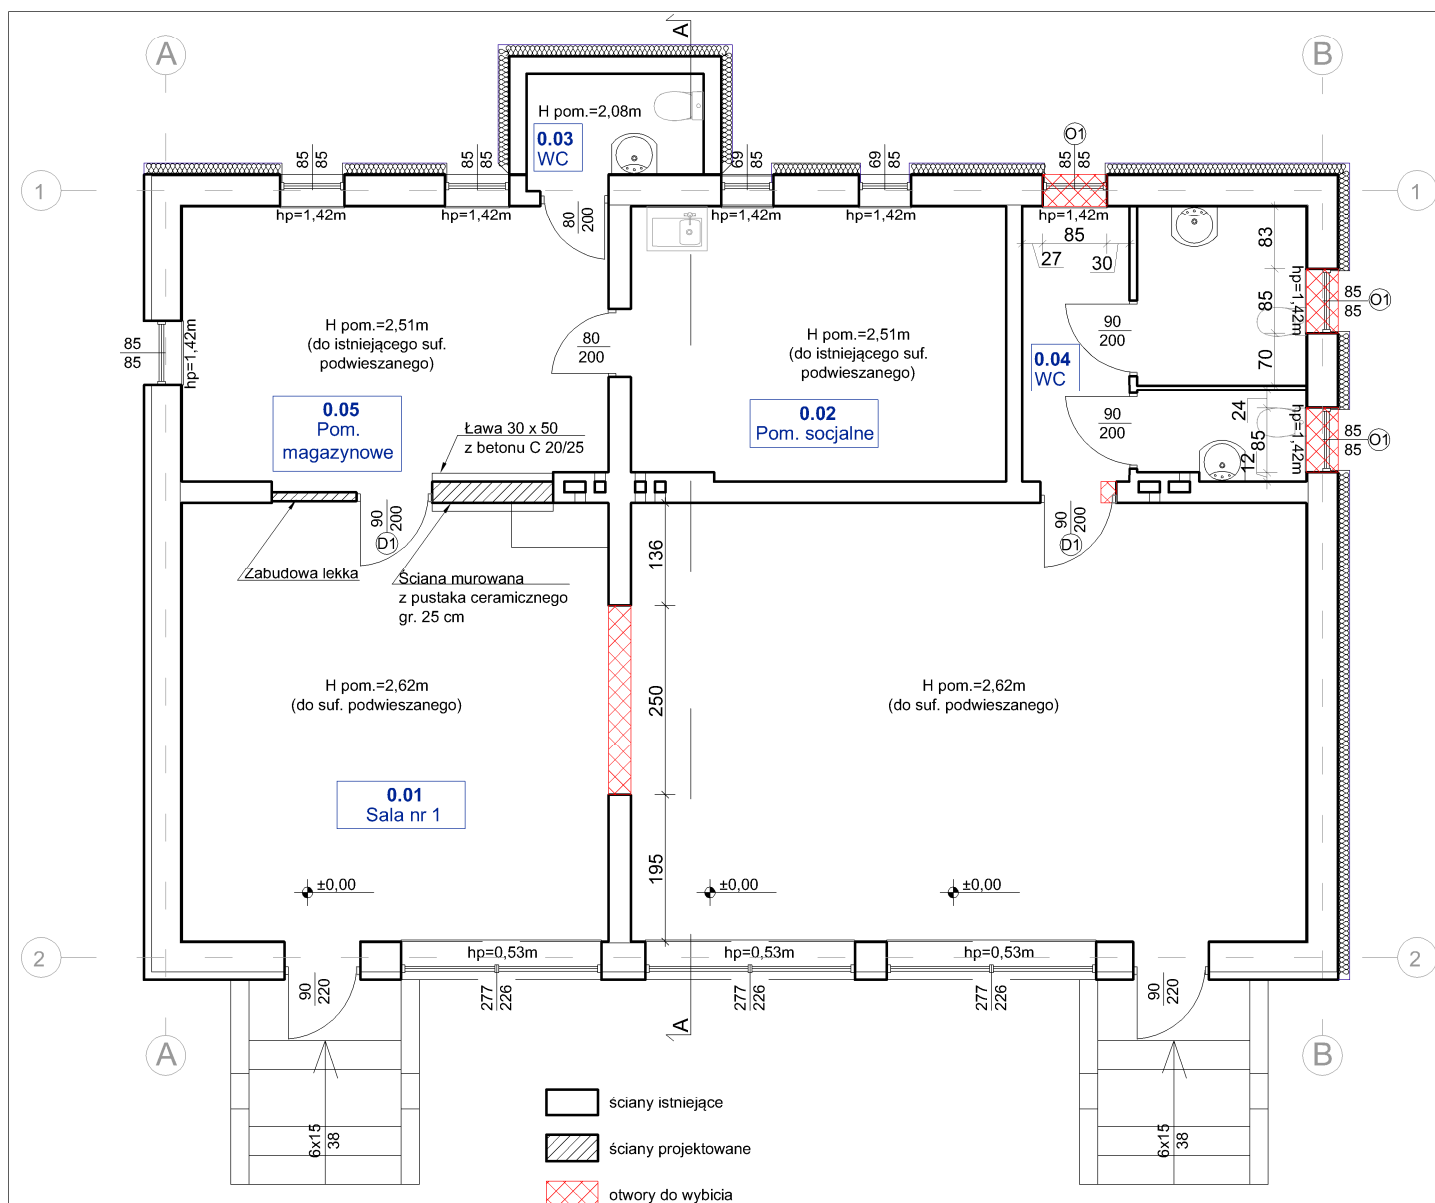 A
A
B
H pom.=2,08m
0.03
WC
O1
85
85
85
85
69
85
69
85
85
85
1
1
hp=1,42m
hp=1,42m
hp=1,42m
hp=1,42m
hp=1,42m
80
200
85
27
30
83
hp=1,42m
85
85
85
O1
70
H pom.=2,51m
(do istniejącego suf.
podwieszanego)
80
200
H pom.=2,51m
(do istniejącego suf.
podwieszanego)
90
200
0.04
WC
85
85
hp=1,42m
0.05
Pom.
magazynowe
Ława 30 x 50
z betonu C 20/25
0.02
Pom. socjalne
90
200
24
85
12
hp=1,42m
85
85
O1
90
200
D1
90
200
D1
136
Zabudowa lekka
Ściana murowana
z pustaka ceramicznego
gr. 25 cm
H pom.=2,62m
(do suf. podwieszanego)
250
H pom.=2,62m
(do suf. podwieszanego)
0.01
Sala nr 1
195
±0,00
±0,00
±0,00
2
2
hp=0,53m
hp=0,53m
hp=0,53m
90
220
277
226
277
226
277
226
90
220
A
A
B
6x15
38
6x15
38
ściany istniejące
ściany projektowane
otwory do wybicia